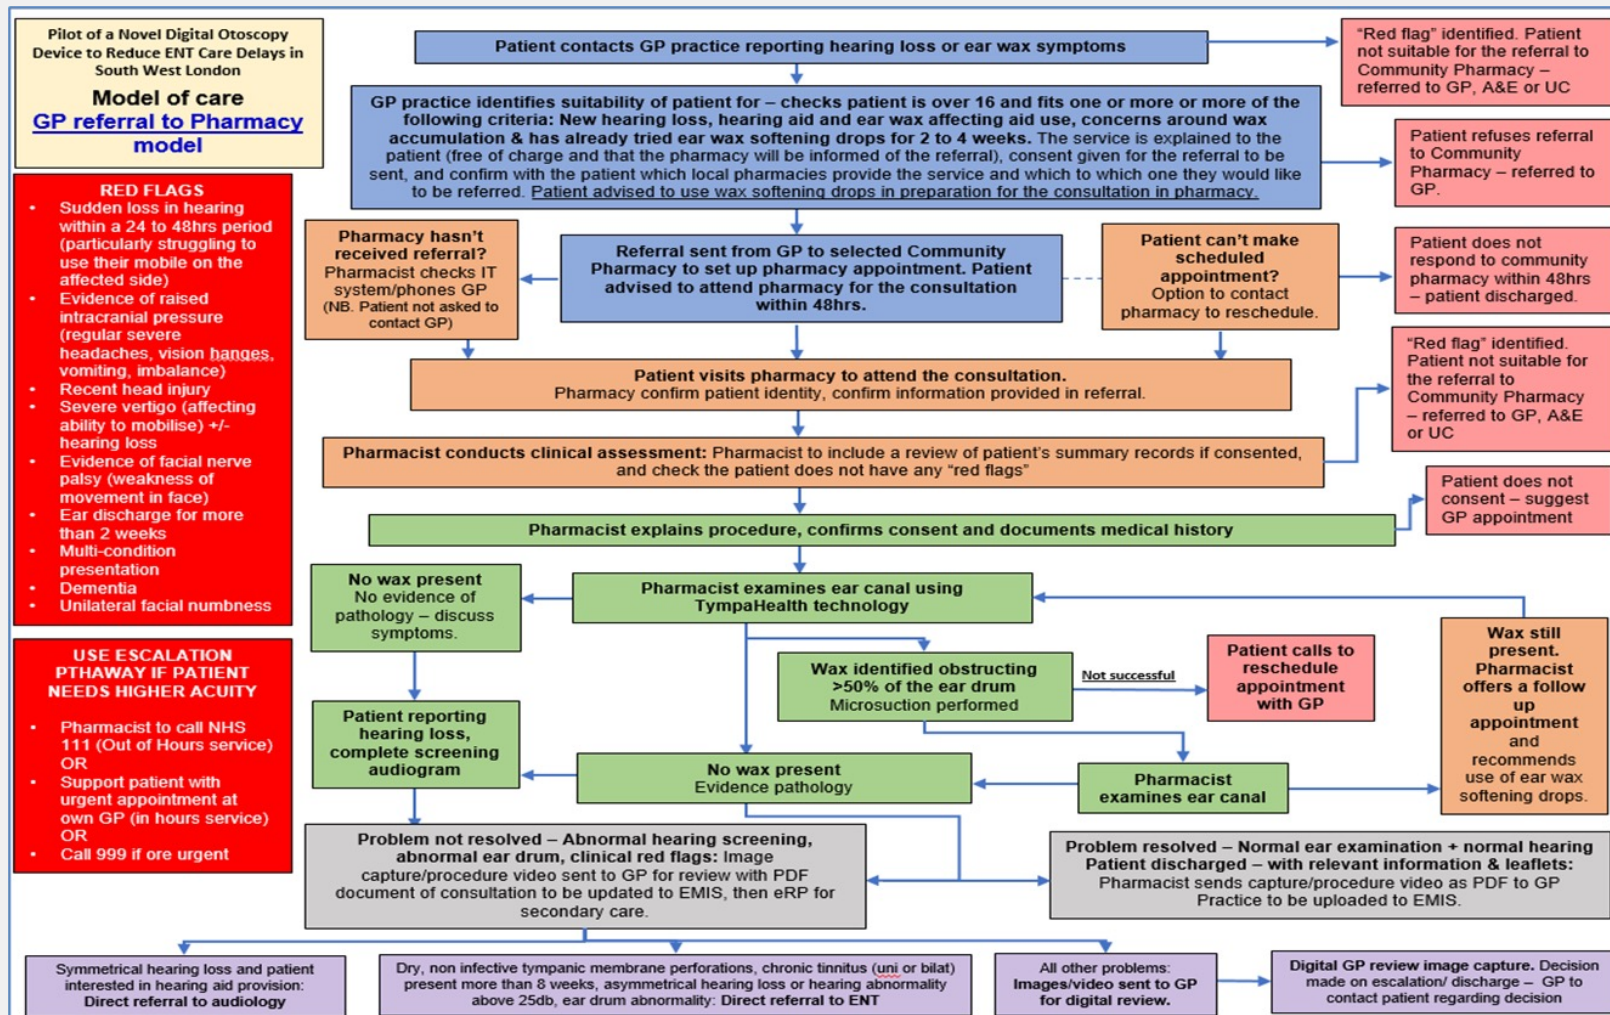 Pilot of a Novel Digital Otoscopy
Device to Reduce ENT Care Delays in
South West London
Model of care
GP referral to Pharmacy
model
RED FLAGS
• Sudden loss in hearing
within a 24 to 48hrs period
(particularly struggling to
use their mobile on the
affected side)
• Evidence of raised
intracranial pressure
(regular severe
headaches, vision hanges,
vomiting, imbalance)
• Recent head injury
• Severe vertigo (affecting
ability to mobilise) +/-
hearing loss
• Evidence of facial nerve
palsy (weakness of
movement in face)
• Ear discharge for more
than 2 weeks
• Multi-condition
presentation
• Dementia
• Unilateral facial numbness
USE ESCALATION
PTHAWAY IF PATIENT
NEEDS HIGHER ACUITY
• Pharmacist to call NHS
111 (Out of Hours service)
OR
• Support patient with
urgent appointment at
own GP (in hours service)
OR
• Call 999 if ore urgent
Patient contacts GP practice reporting hearing loss or ear wax symptoms
"Red flag" identified. Patient
not suitable for the referral to
Community Pharmacy –
referred to GP, A&E or UC
GP practice identifies suitability of patient for – checks patient is over 16 and fits one or more or more of the
following criteria: New hearing loss, hearing aid and ear wax affecting aid use, concerns around wax
accumulation & has already tried ear wax softening drops for 2 to 4 weeks. The service is explained to the
patient (free of charge and that the pharmacy will be informed of the referral), consent given for the referral to be
sent, and confirm with the patient which local pharmacies provide the service and which to which one they would like
to be referred. Patient advised to use wax softening drops in preparation for the consultation in pharmacy.
Patient refuses referral
to Community
Pharmacy – referred to
GP.
Pharmacy hasn't
received referral?
Pharmacist checks IT
system/phones GP
(NB. Patient not asked to
contact GP)
Referral sent from GP to selected Community
Pharmacy to set up pharmacy appointment. Patient
advised to attend pharmacy for the consultation
within 48hrs.
Patient can't make
scheduled
appointment?
Option to contact
pharmacy to reschedule.
Patient does not
respond to community
pharmacy within 48hrs
– patient discharged.
Patient visits pharmacy to attend the consultation.
Pharmacy confirm patient identity, confirm information provided in referral.
"Red flag" identified.
Patient not suitable for
the referral to
Community Pharmacy
– referred to GP, A&E
or UC
Pharmacist conducts clinical assessment: Pharmacist to include a review of patient's summary records if consented,
and check the patient does not have any "red flags"
Patient does not
consent – suggest
GP appointment
Pharmacist explains procedure, confirms consent and documents medical history
No wax present
No evidence of
pathology – discuss
symptoms.
Pharmacist examines ear canal using
TympaHealth technology
Wax identified obstructing
>50% of the ear drum
Microsuction performed
Not successful
Patient calls to
reschedule
appointment
with GP
Wax still
present.
Pharmacist
offers a follow
up
appointment
and
recommends
use of ear wax
softening drops.
Patient reporting
hearing loss,
complete screening
audiogram
No wax present
Evidence pathology
Pharmacist
examines ear canal
Problem not resolved – Abnormal hearing screening,
abnormal ear drum, clinical red flags: Image
capture/procedure video sent to GP for review with PDF
document of consultation to be updated to EMIS, then eRP for
secondary care.
Problem resolved – Normal ear examination + normal hearing
Patient discharged – with relevant information & leaflets:
Pharmacist sends capture/procedure video as PDF to GP
Practice to be uploaded to EMIS.
Symmetrical hearing loss and patient
interested in hearing aid provision:
Direct referral to audiology
Dry, non infective tympanic membrane perforations, chronic tinnitus (uni or bilat)
present more than 8 weeks, asymmetrical hearing loss or hearing abnormality
above 25db, ear drum abnormality: Direct referral to ENT
All other problems:
Images/video sent to GP
for digital review.
Digital GP review image capture. Decision
made on escalation/ discharge – GP to
contact patient regarding decision